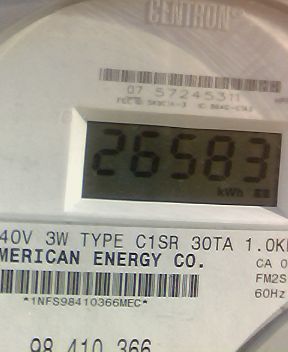 CENTRON®
07 57245311
26583
kWh
40V 3W TYPE C1SR 30TA 1.0K
MERICAN ENERGY CO.
CA 0
FM2S
*1NFS98410366MEC*
60Hz
98 410 366